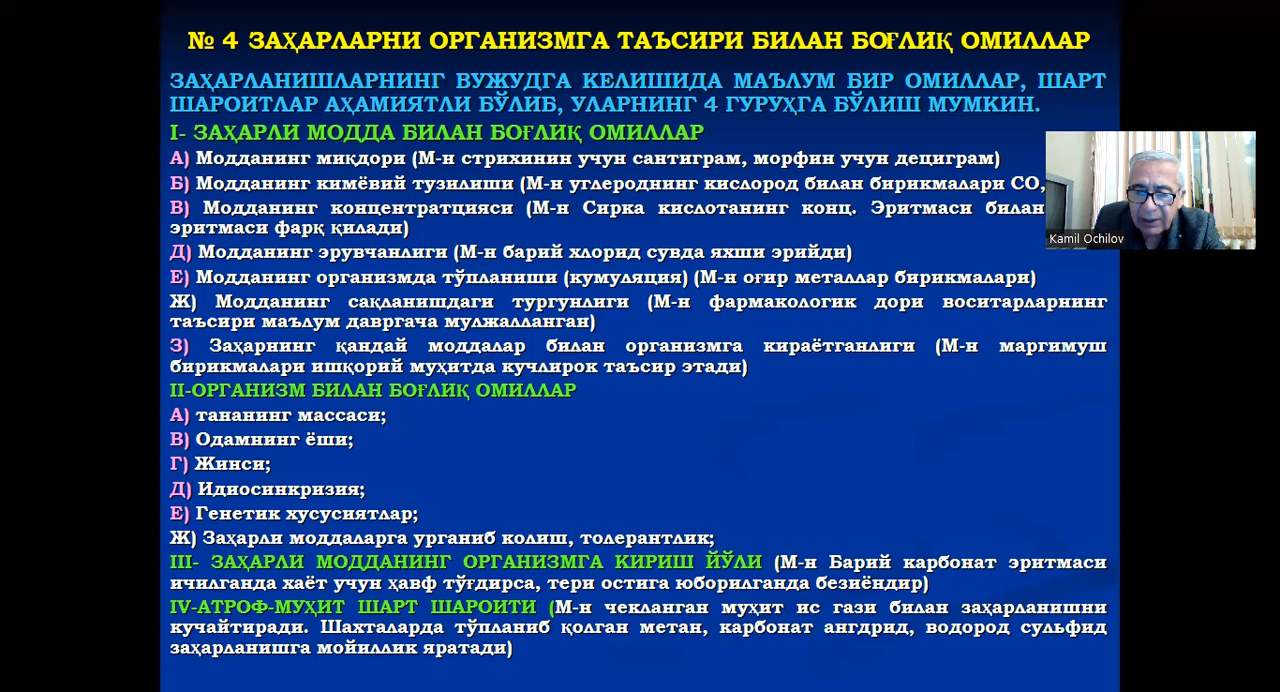 № 4 ЗАҲАРЛАРНИ ОРГАНИЗМГА ТАЪСИРИ БИЛАН БОҒЛИҚ ОМИЛЛАР
ЗАҲАРЛАНИШЛАРНИНГ ВУЖУДГА КЕЛИШИДА МАЪЛУМ БИР ОМИЛЛАР, ШАРТ
ШАРОИТЛАР АҲАМИЯТЛИ БЎЛИБ, УЛАРНИНГ 4 ГУРУҲГА БЎЛИШ МУМКИН.
I- ЗАҲАРЛИ МОДДА БИЛАН БОҒЛИҚ ОМИЛЛАР
А) Модданинг миқдори (М-н стрихинин учун сантиграм, морфин учун дециграм)
Б) Модданинг кимёвий тузилиши (М-н углероднинг кислород билан бирикмалари СО,
В) Модданинг концентратцияси (М-н Сирка кислотанинг конц. Эритмаси билан
эритмаси фарқ қилади)
Д) Модданинг эрувчанлиги (М-н барий хлорид сувда яхши эрийди)
Е) Модданинг организмда тўпланиши (кумуляция) (М-н оғир металлар бирикмалари)
Ж) Модданинг сақланишдаги тургунлиги (М-н фармакологик дори воситарларнинг
таъсири маълум давргача мулжалланган)
З) Заҳарнинг қандай моддалар билан организмга кираётганлиги (М-н маргимуш
бирикмалари ишқорий муҳитда кучлирок таъсир этади)
II-ОРГАНИЗМ БИЛАН БОҒЛИҚ ОМИЛЛАР
А) тананинг массаси;
В) Одамнинг ёши;
Г) Жинси;
Д) Идиосинкризия;
Е) Генетик хусусиятлар;
Ж) Заҳарли моддаларга урганиб колиш, толерантлик;
III- ЗАҲАРЛИ МОДДАНИНГ ОРГАНИЗМГА КИРИШ ЙЎЛИ (М-н Барий карбонат эритмаси
ичилганда хаёт учун ҳавф тўғдирса, тери остига юборилганда безиёндир)
IV-АТРОФ-МУҲИТ ШАРТ ШАРОИТИ (М-н чекланган муҳит ис гази билан заҳарланишни
кучайтиради. Шахталарда тўпланиб қолган метан, карбонат ангдрид, водород сульфид
заҳарланишга мойиллик яратади)
Kamil Ochilov